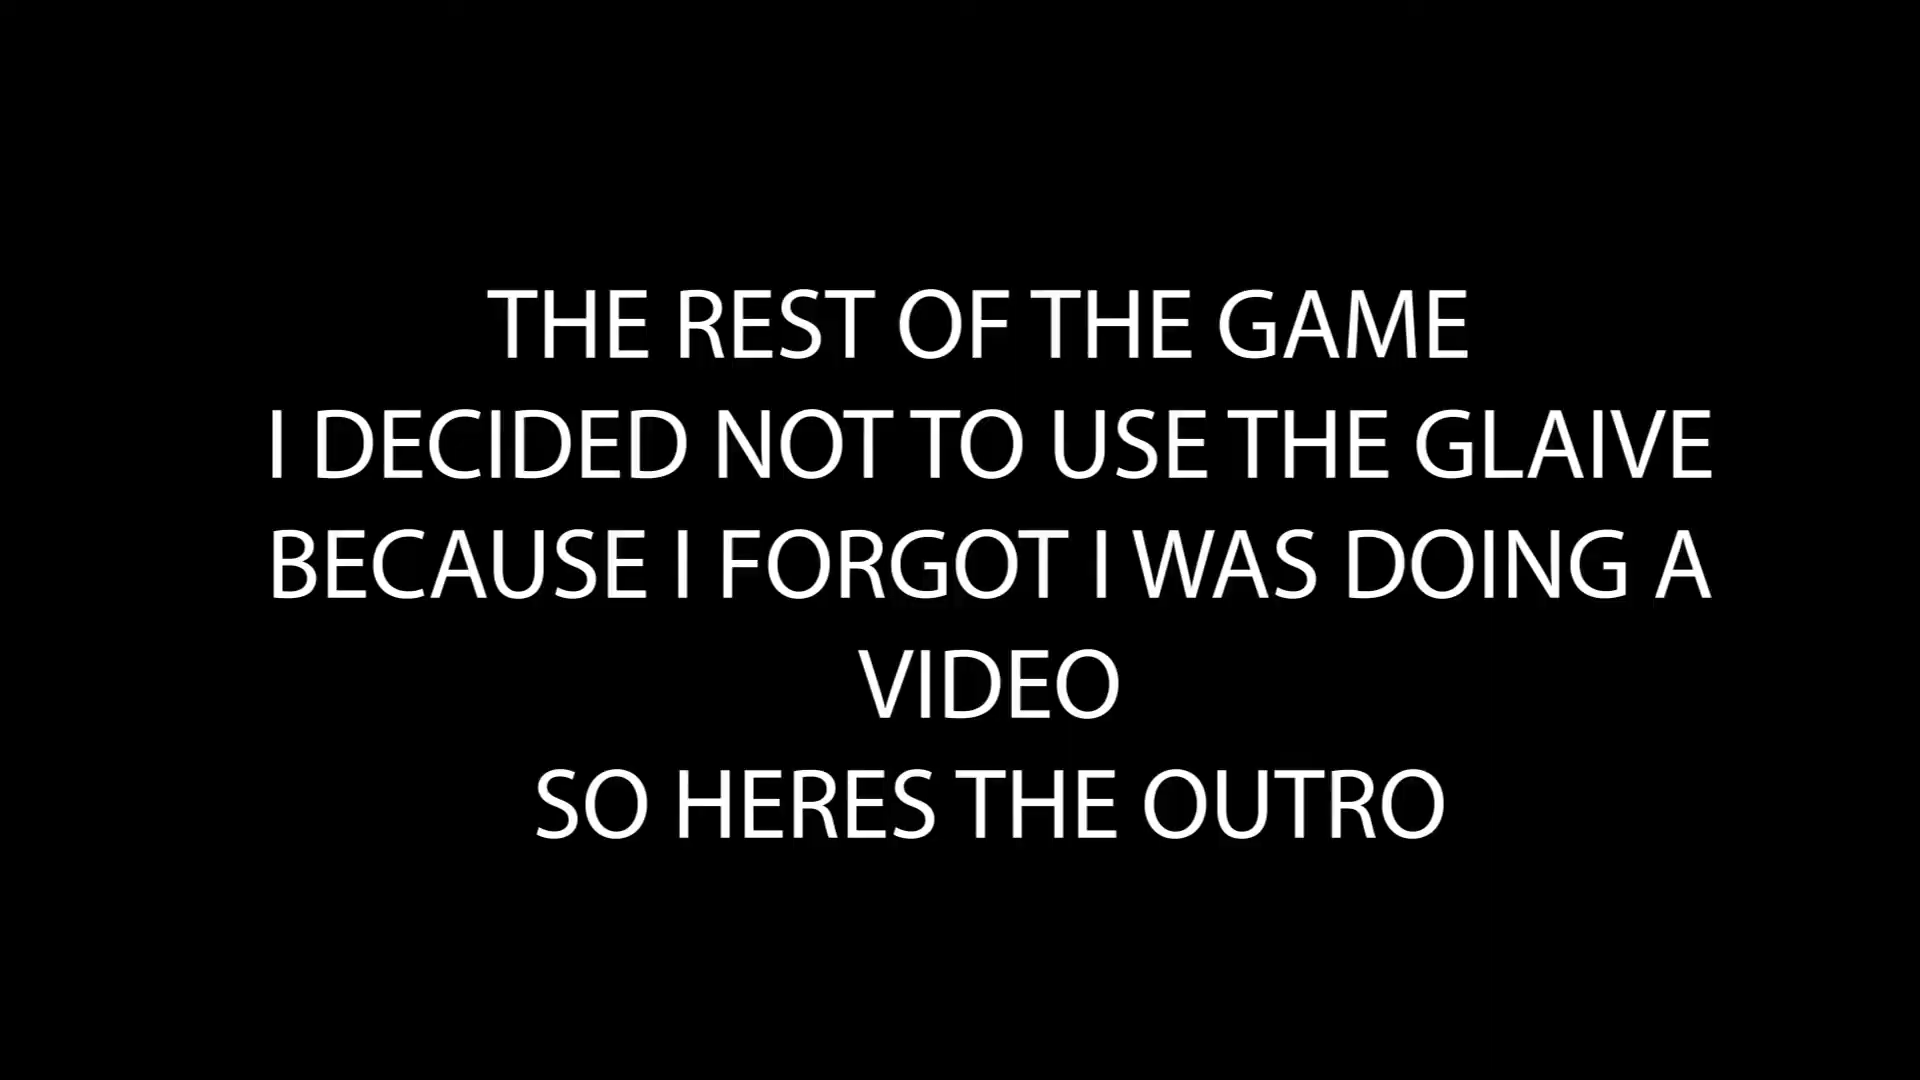 THE REST OF THE GAME
I DECIDED NOT TO USE THE GLAIVE
BECAUSE I FORGOT I WAS DOING A
VIDEO
SO HERES THE OUTRO